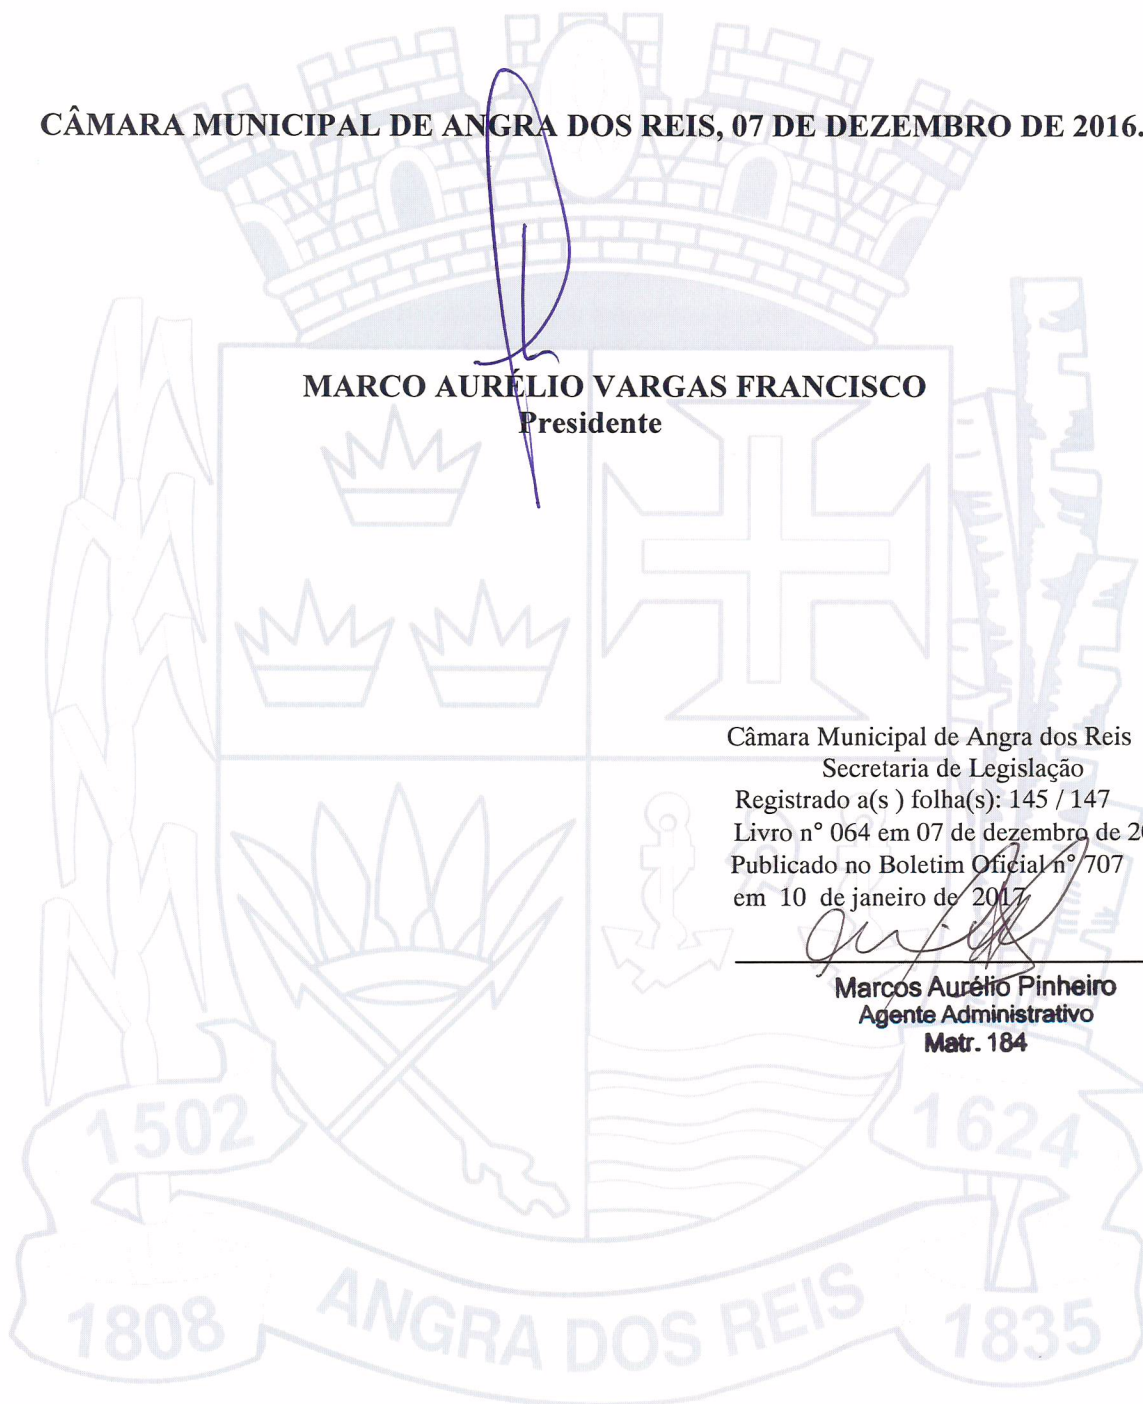 CÂMARA MUNICIPAL DE ANGRA DOS REIS, 07 DE DEZEMBRO DE 2016.
MARCO AURÉLIO VARGAS FRANCISCO
Presidente
Câmara Municipal de Angra dos Reis
Secretaria de Legislação
Registrado a(s ) folha(s): 145 / 147
Livro n° 064 em 07 de dezembro de
Publicado no Boletim Oficial n° 707
em 10 de janeiro de 2017
Marcos Aurélio Pinheiro
Agente Administrativo
Matr. 184
1502
1624
1808
ANGRA DOS REIS
1835